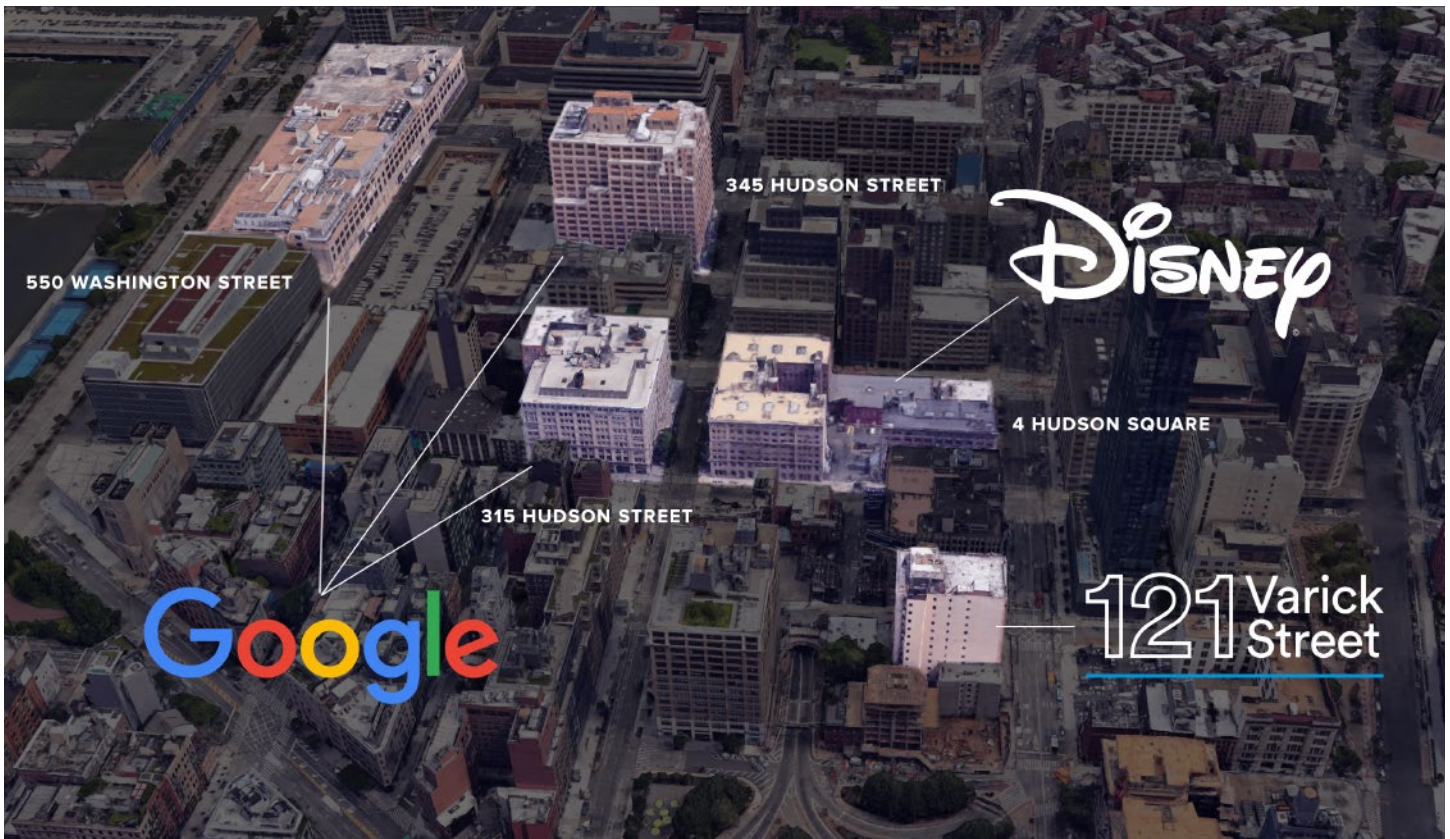 345 HUDSON STREET
Disney
550 WASHINGTON STREET
4 HUDSON SQUARE
315 HUDSON STREET
Google
121 Varick
Street